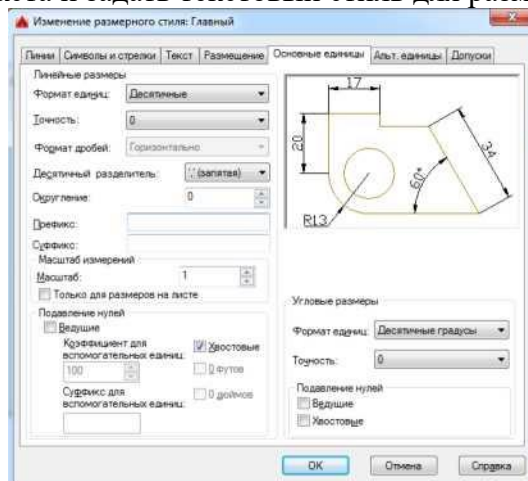 Изменение размерного стиля: Главный
Линии Символы и стрелки Текст Размещение Основные единицы Альт. единицы Допуски
Линейные размеры
Формат единиц: Десятичные
Точность: 0
Формат дробей: Горизонтально
Десятичный разделитель: ',' (запятая)
Округление: 0
Префикс:
Суффикс:
Масштаб измерений
Масштаб: 1
Только для размеров на листе
Подавление нулей
Ведущие
Коэффициент для вспомогательных единиц:
100
Суффикс для вспомогательных единиц:
Хвостовые
0 футов
0 дюймов
17
20
34
60°
R13
Угловые размеры
Формат единиц: Десятичные градусы
Точность: 0
Подавление нулей
Ведущие
Хвостовые
OK Отмена Справка